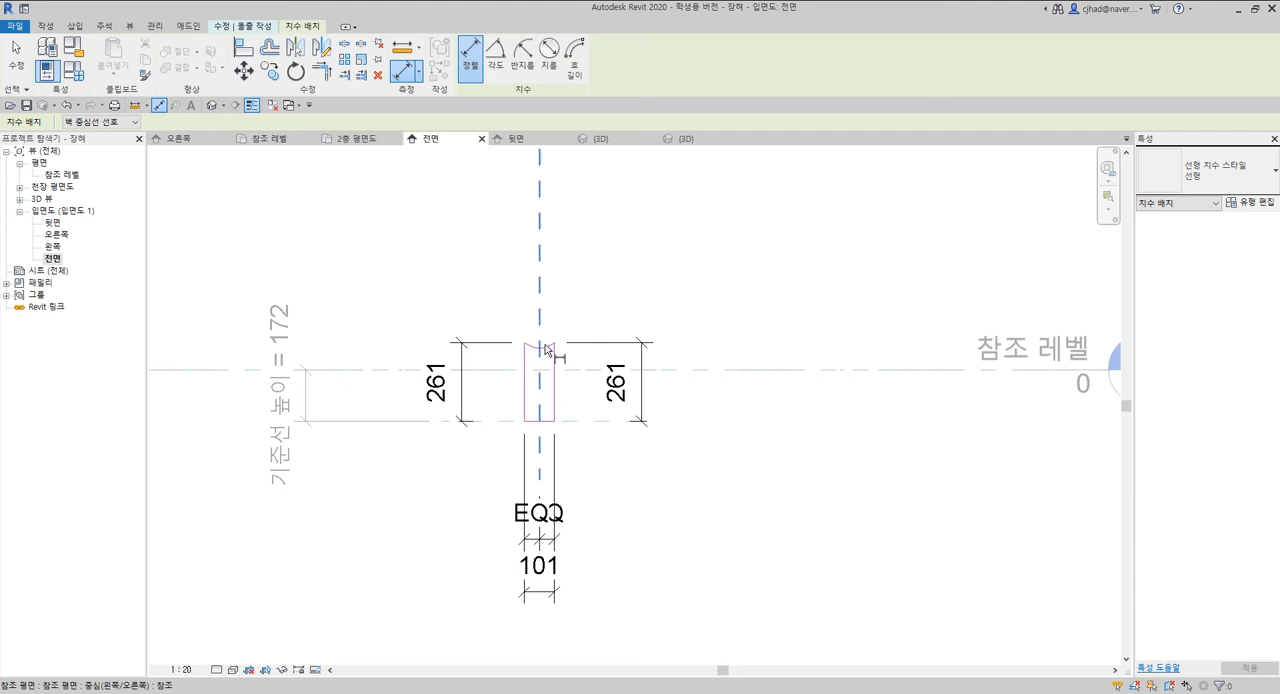 Autodesk Revit 2020 - 학생용 버전 - 장혀 - 입면도: 전면
cjhad@naver....
파일 작성 삽입 주석 뷰 관리 애드인 수정 | 돌출 작성 치수 배치
수정 붙여넣기 절단 결합 정렬 각도 반지름 지름 호 길이
선택 특성 클립보드 형상 수정 측정 작성 치수
치수 배치 벽 중심선 선호
프로젝트 탐색기 - 장혀
오른쪽 참조 레벨 2층 평면도 전면 뒷면 (3D) (3D)
특성
뷰 (전체)
평면
참조 레벨
천장 평면도
3D 뷰
입면도 (입면도 1)
뒷면
오른쪽
왼쪽
전면
시트 (전체)
패밀리
그룹
Revit 링크
선형 치수 스타일
선형
치수 배치 유형 편집
기준선 높이 = 172
261
261
참조 레벨
0
EQQ
101
1 : 20
특성 도움말 적용
참조 평면 : 참조 평면 : 중심(왼쪽/오른쪽) : 참조
:0